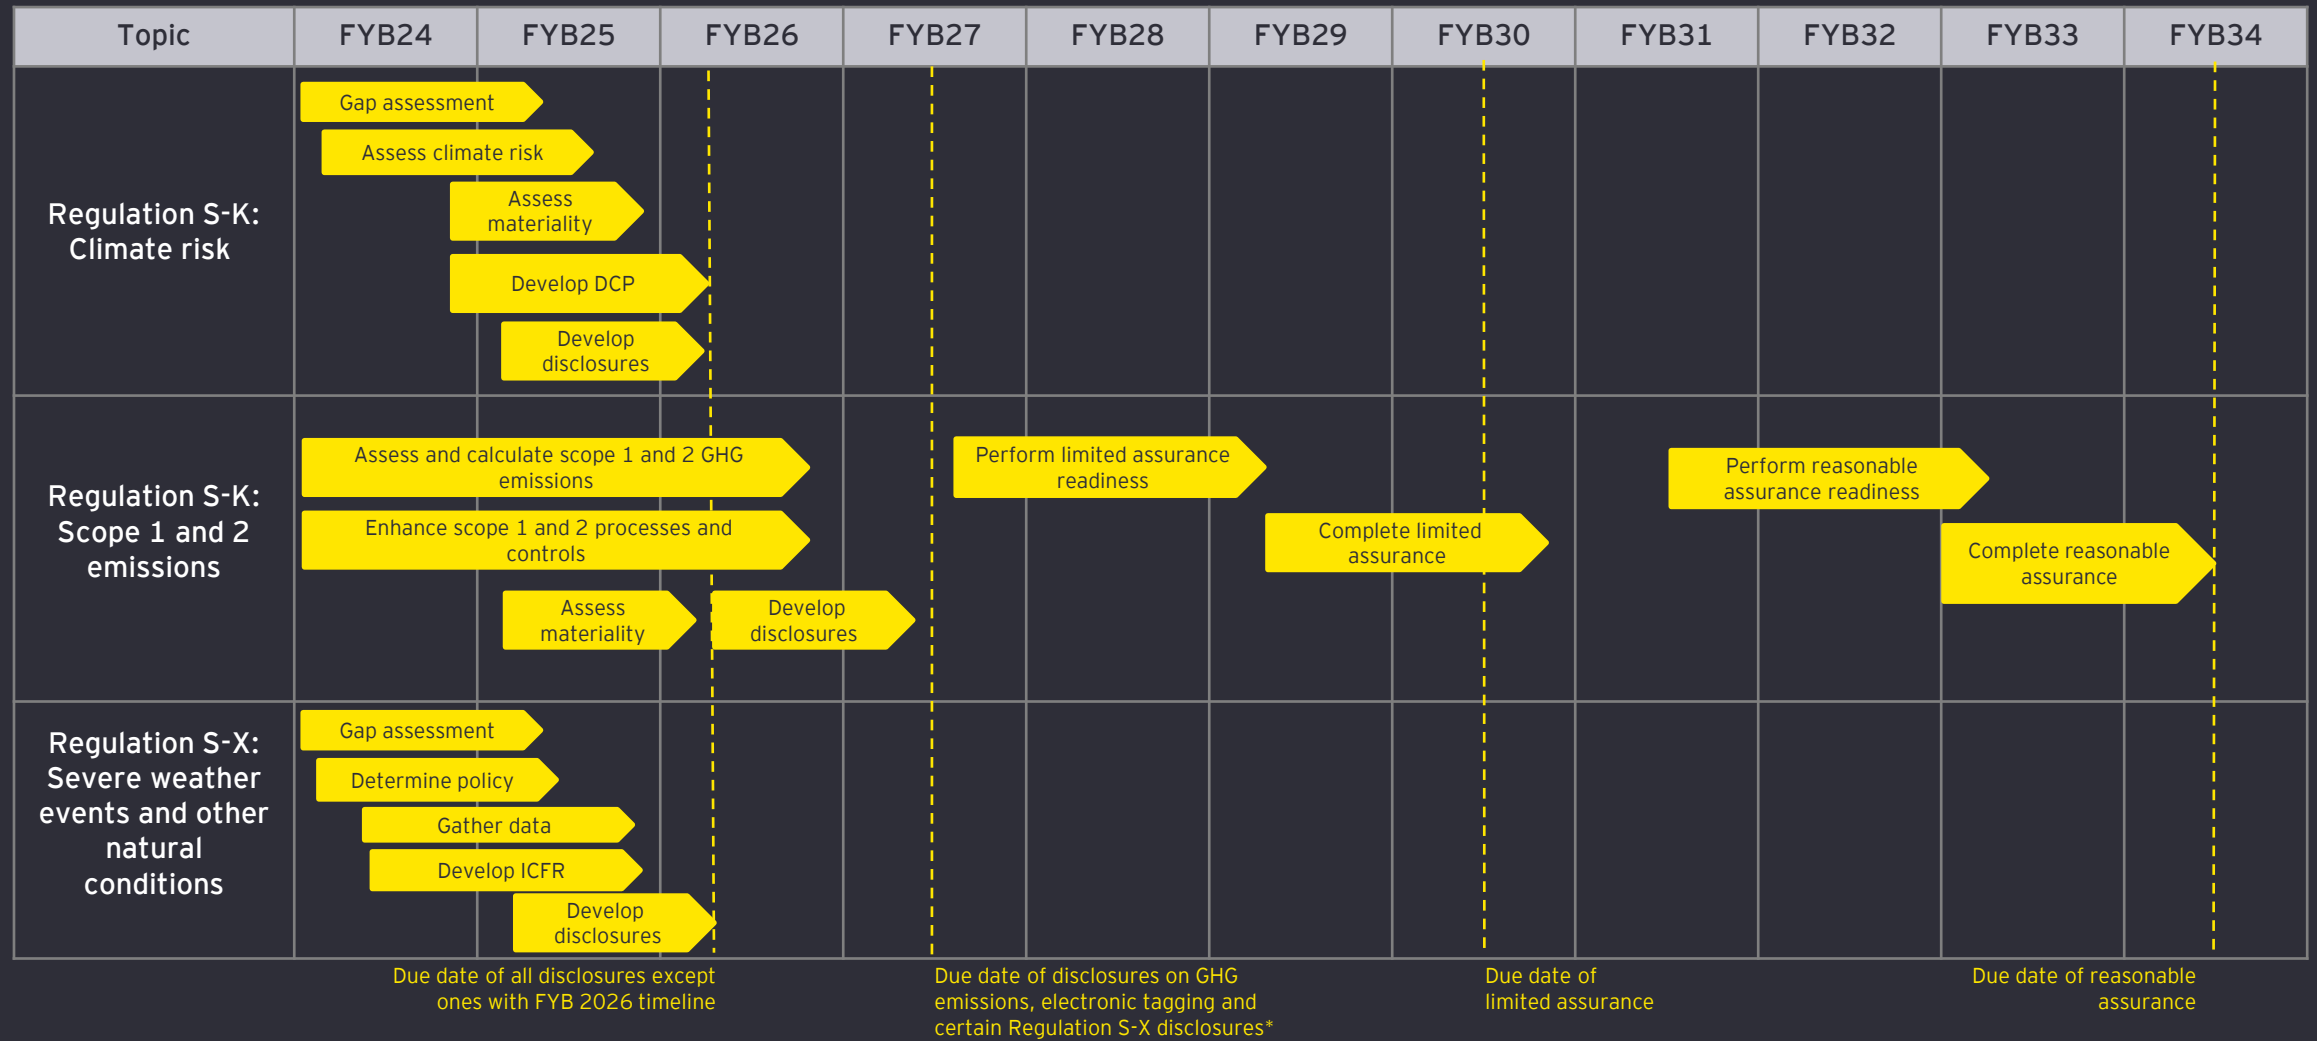 Topic
FYB24
FYB25
FYB26
FYB27
FYB28
FYB29
FYB30
FYB31
FYB32
FYB33
FYB34
Regulation S-K:
Climate risk
Gap assessment
Assess climate risk
Assess
materiality
Develop DCP
Develop
disclosures
Regulation S-K:
Scope 1 and 2
emissions
Assess and calculate scope 1 and 2 GHG
emissions
Enhance scope 1 and 2 processes and
controls
Assess
materiality
Develop
disclosures
Perform limited assurance
readiness
Complete limited
assurance
Perform reasonable
assurance readiness
Complete reasonable
assurance
Regulation S-X:
Severe weather
events and other
natural
conditions
Gap assessment
Determine policy
Gather data
Develop ICFR
Develop
disclosures
Due date of all disclosures except
ones with FYB 2026 timeline
Due date of disclosures on GHG
emissions, electronic tagging and
certain Regulation S-X disclosures*
Due date of
limited assurance
Due date of reasonable
assurance